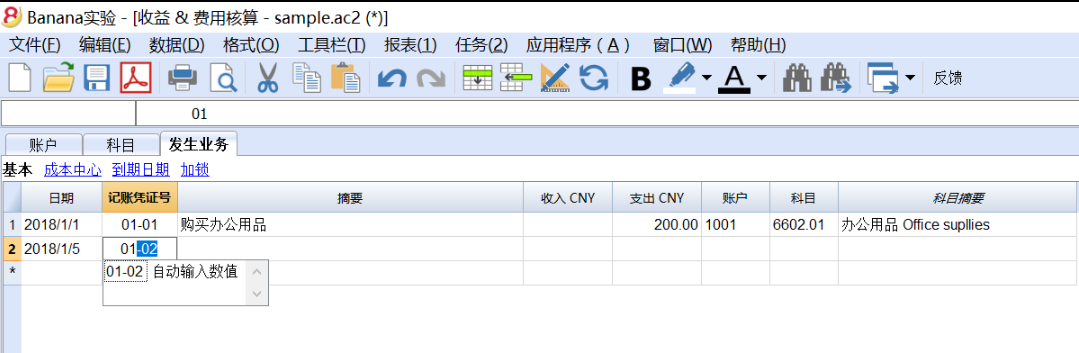 Banana实验 - [收益 & 费用核算 - sample.ac2 (*)]
文件(F) 编辑(E) 数据(D) 格式(O) 工具栏(T) 报表(1) 任务(2) 应用程序(A) 窗口(W) 帮助(H)
B A 反馈
01
账户 科目 发生业务
基本 成本中心 到期日期 加锁
日期 记账凭证号 摘要 收入 CNY 支出 CNY 账户 科目 科目摘要
1 2018/1/1 01-01 购买办公用品 200.00 1001 6602.01 办公用品 Office supllies
2 2018/1/5 01-02
* 01-02 自动输入数值